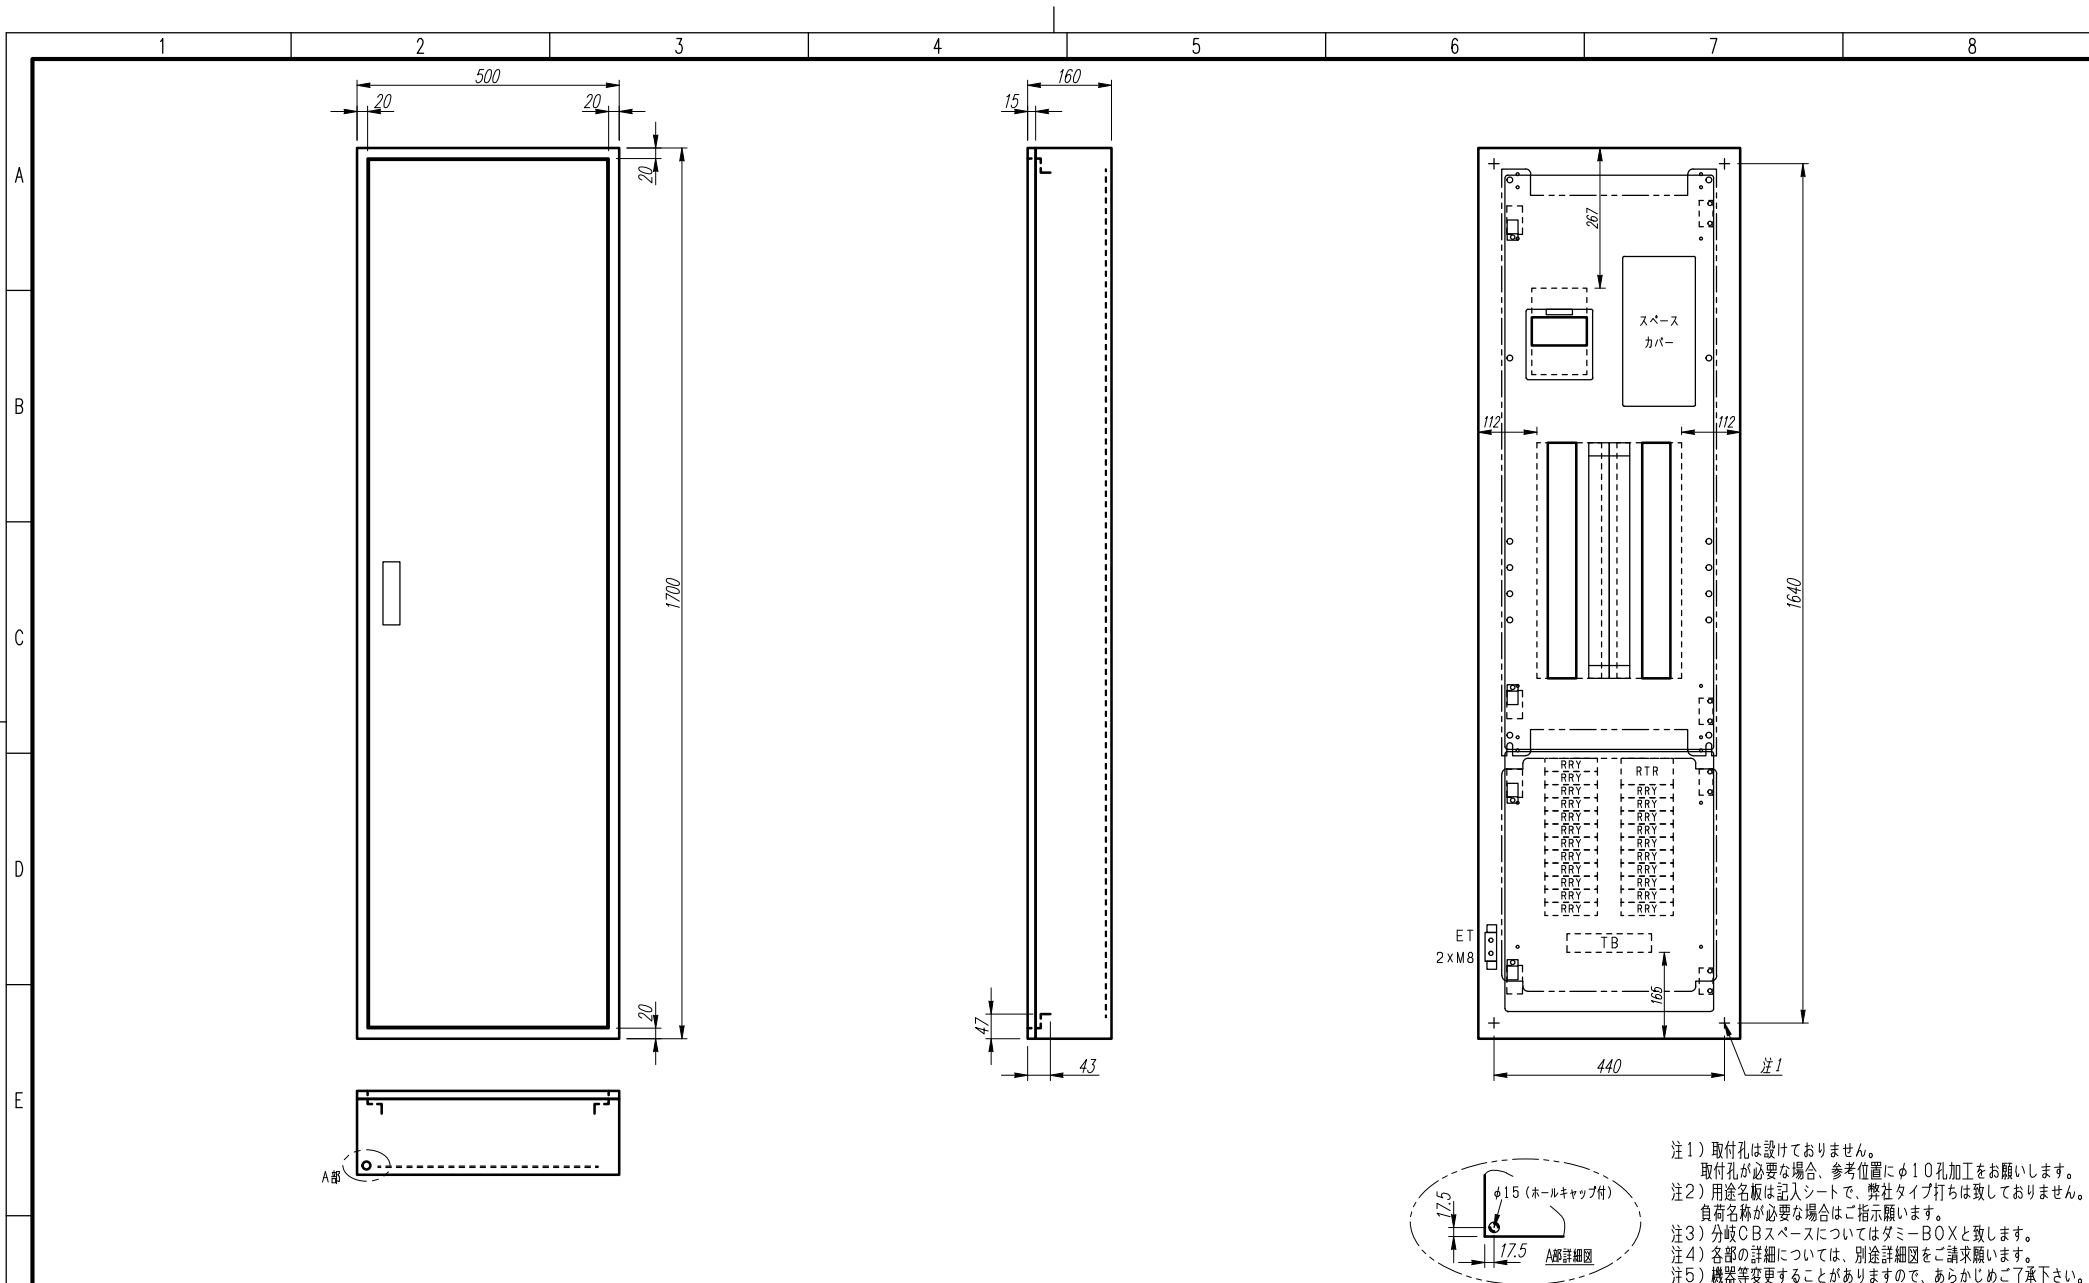 1 2 3 4 5 6 7 8
A
B
C
D
E
500
20 20
20
1700
20
A部
160
15
47
43
267
スペース
カバー
112 112
1640
RRY
RRY RTR
RRY RRY
RRY RRY
RRY RRY
RRY RRY
RRY RRY
RRY RRY
RRY RRY
RRY RRY
RRY RRY
RRY RRY
ET
2×M8
TB
166
440
注1
φ15(ホールキャップ付)
17.5
17.5
A部詳細図
注1)取付孔は設けておりません。
取付孔が必要な場合、参考位置にφ10孔加工をお願いします。
注2)用途名板は記入シートで、弊社タイプ打ちは致しておりません。
負荷名称が必要な場合はご指示願います。
注3)分岐CBスペースについてはダミーBOXと致します。
注4)各部の詳細については、別途詳細図をご請求願います。
注5)機器等変更することがありますので、あらかじめご了承下さい。